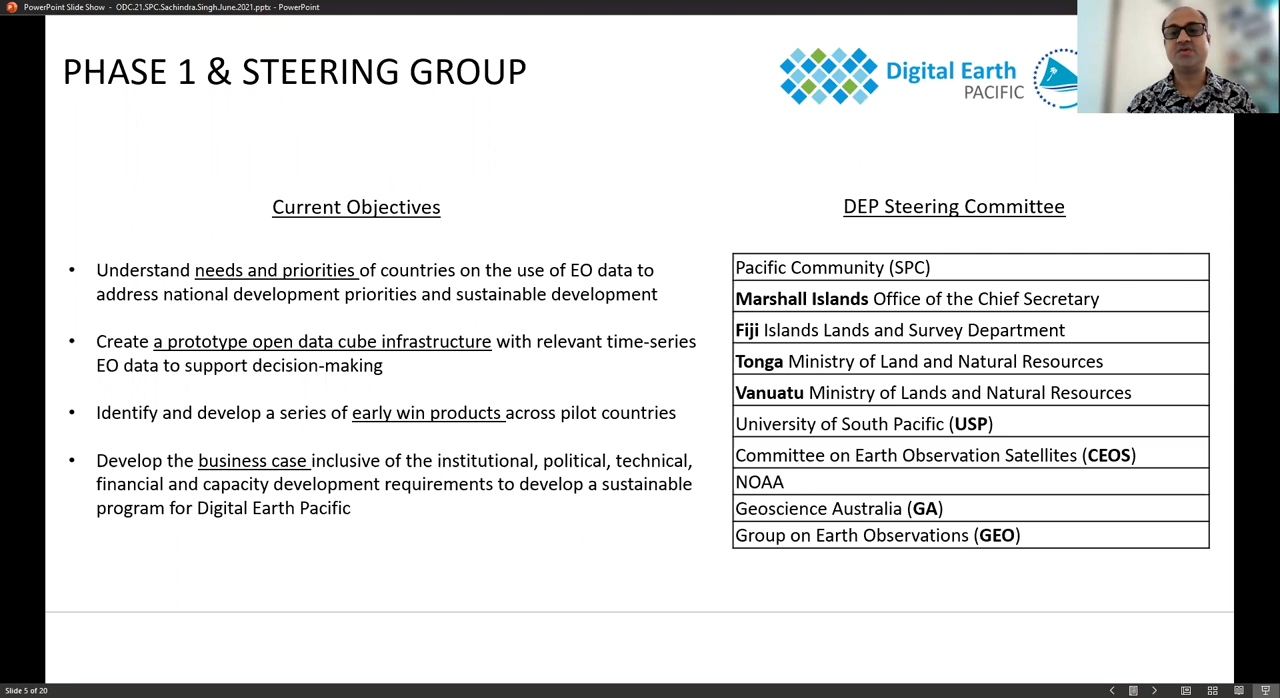 PowerPoint Slide Show - ODC.21.SPC.Sachindra.Singh.June.2021.pptx - PowerPoint
PHASE 1 & STEERING GROUP
Digital Earth
PACIFIC
Current Objectives
• Understand needs and priorities of countries on the use of EO data to
address national development priorities and sustainable development
• Create a prototype open data cube infrastructure with relevant time-series
EO data to support decision-making
• Identify and develop a series of early win products across pilot countries
• Develop the business case inclusive of the institutional, political, technical,
financial and capacity development requirements to develop a sustainable
program for Digital Earth Pacific
DEP Steering Committee
Pacific Community (SPC)
Marshall Islands Office of the Chief Secretary
Fiji Islands Lands and Survey Department
Tonga Ministry of Land and Natural Resources
Vanuatu Ministry of Lands and Natural Resources
University of South Pacific (USP)
Committee on Earth Observation Satellites (CEOS)
NOAA
Geoscience Australia (GA)
Group on Earth Observations (GEO)
Slide 5 of 20